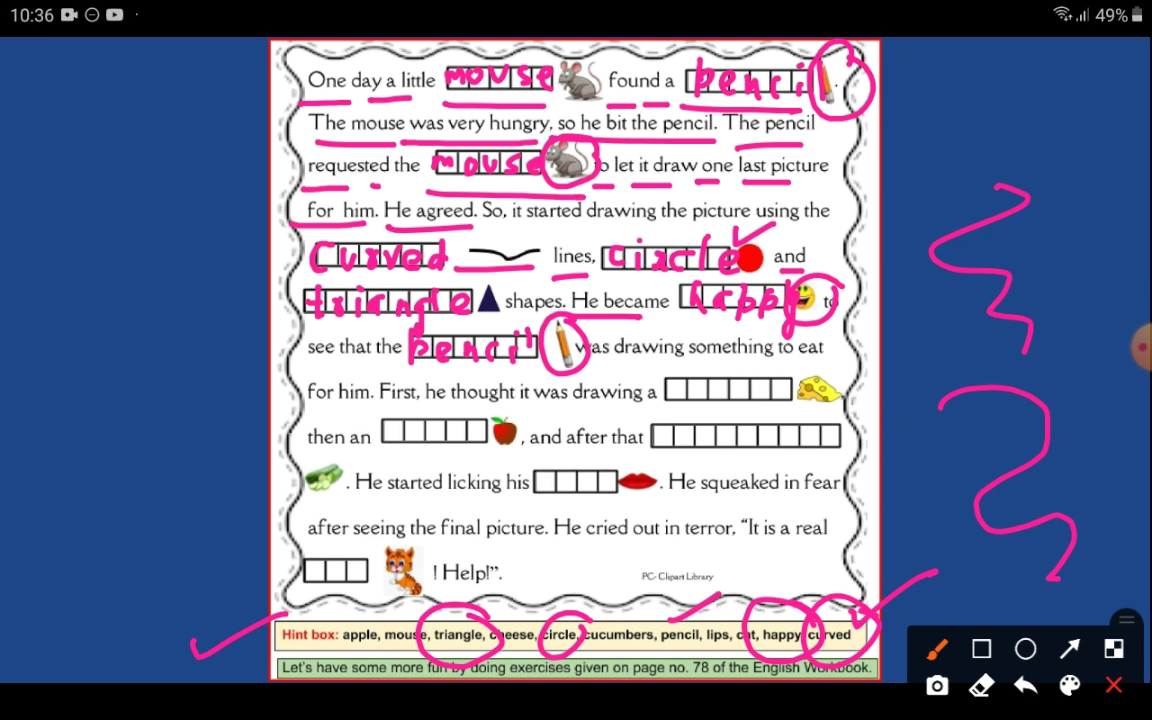 10:36 49%
One day a little mouse found a pencil.
The mouse was very hungry, so he bit the pencil. The pencil
requested the mouse to let it draw one last picture
for him. He agreed. So, it started drawing the picture using the
curved lines, circle and
triangle shapes. He became happy to
see that the pencil was drawing something to eat
for him. First, he thought it was drawing a
then an , and after that
. He started licking his . He squeaked in fear
after seeing the final picture. He cried out in terror, “It is a real
! Help!”.
PC- Clipart Library
Hint box: apple, mouse, triangle, cheese, circle, cucumbers, pencil, lips, cat, happy, curved
Let's have some more fun by doing exercises given on page no. 78 of the English Workbook.